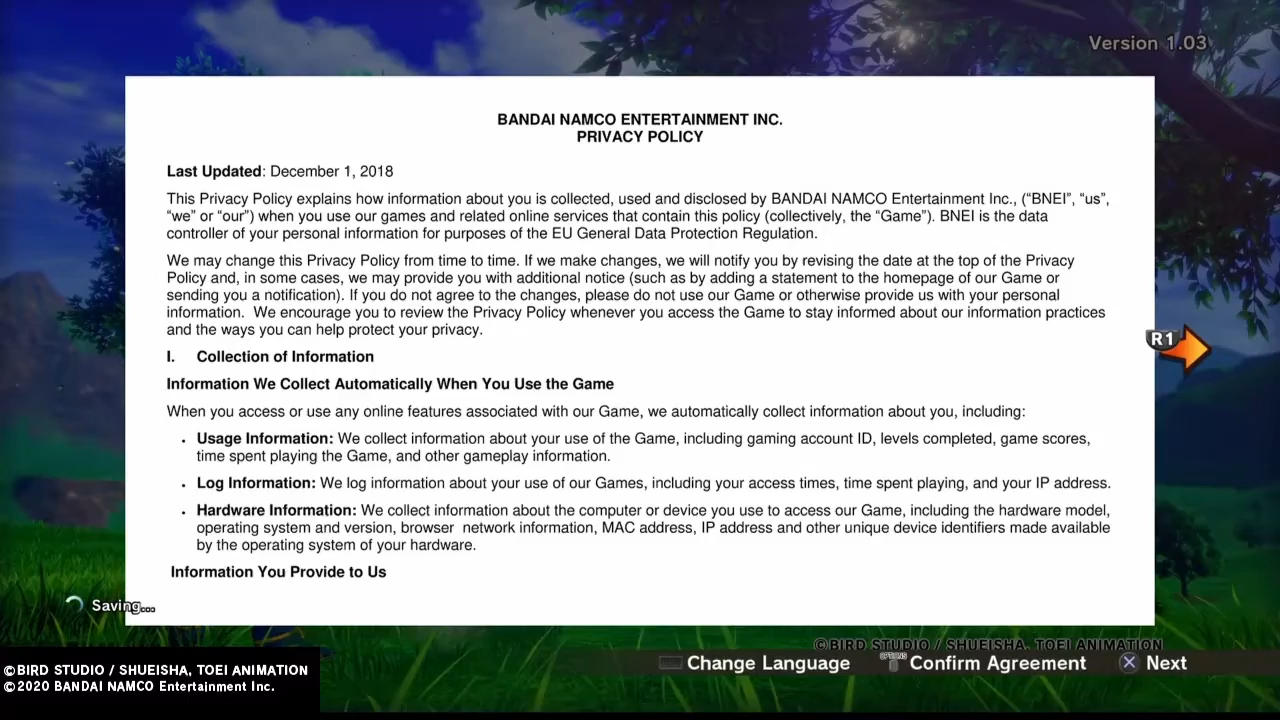 Version 1.03
BANDAI NAMCO ENTERTAINMENT INC.
PRIVACY POLICY
Last Updated: December 1, 2018
This Privacy Policy explains how information about you is collected, used and disclosed by BANDAI NAMCO Entertainment Inc., (“BNEI”, “us”,
“we” or “our”) when you use our games and related online services that contain this policy (collectively, the “Game”). BNEI is the data
controller of your personal information for purposes of the EU General Data Protection Regulation.
We may change this Privacy Policy from time to time. If we make changes, we will notify you by revising the date at the top of the Privacy
Policy and, in some cases, we may provide you with additional notice (such as by adding a statement to the homepage of our Game or
sending you a notification). If you do not agree to the changes, please do not use our Game or otherwise provide us with your personal
information. We encourage you to review the Privacy Policy whenever you access the Game to stay informed about our information practices
and the ways you can help protect your privacy.
R1
I. Collection of Information
Information We Collect Automatically When You Use the Game
When you access or use any online features associated with our Game, we automatically collect information about you, including:
• Usage Information: We collect information about your use of the Game, including gaming account ID, levels completed, game scores,
time spent playing the Game, and other gameplay information.
• Log Information: We log information about your use of our Games, including your access times, time spent playing, and your IP address.
• Hardware Information: We collect information about the computer or device you use to access our Game, including the hardware model,
operating system and version, browser network information, MAC address, IP address and other unique device identifiers made available
by the operating system of your hardware.
Information You Provide to Us
Saving...
©BIRD STUDIO / SHUEISHA, TOEI ANIMATION
Change Language OPTIONS Confirm Agreement Next
©BIRD STUDIO / SHUEISHA, TOEI ANIMATION
©2020 BANDAI NAMCO Entertainment Inc.